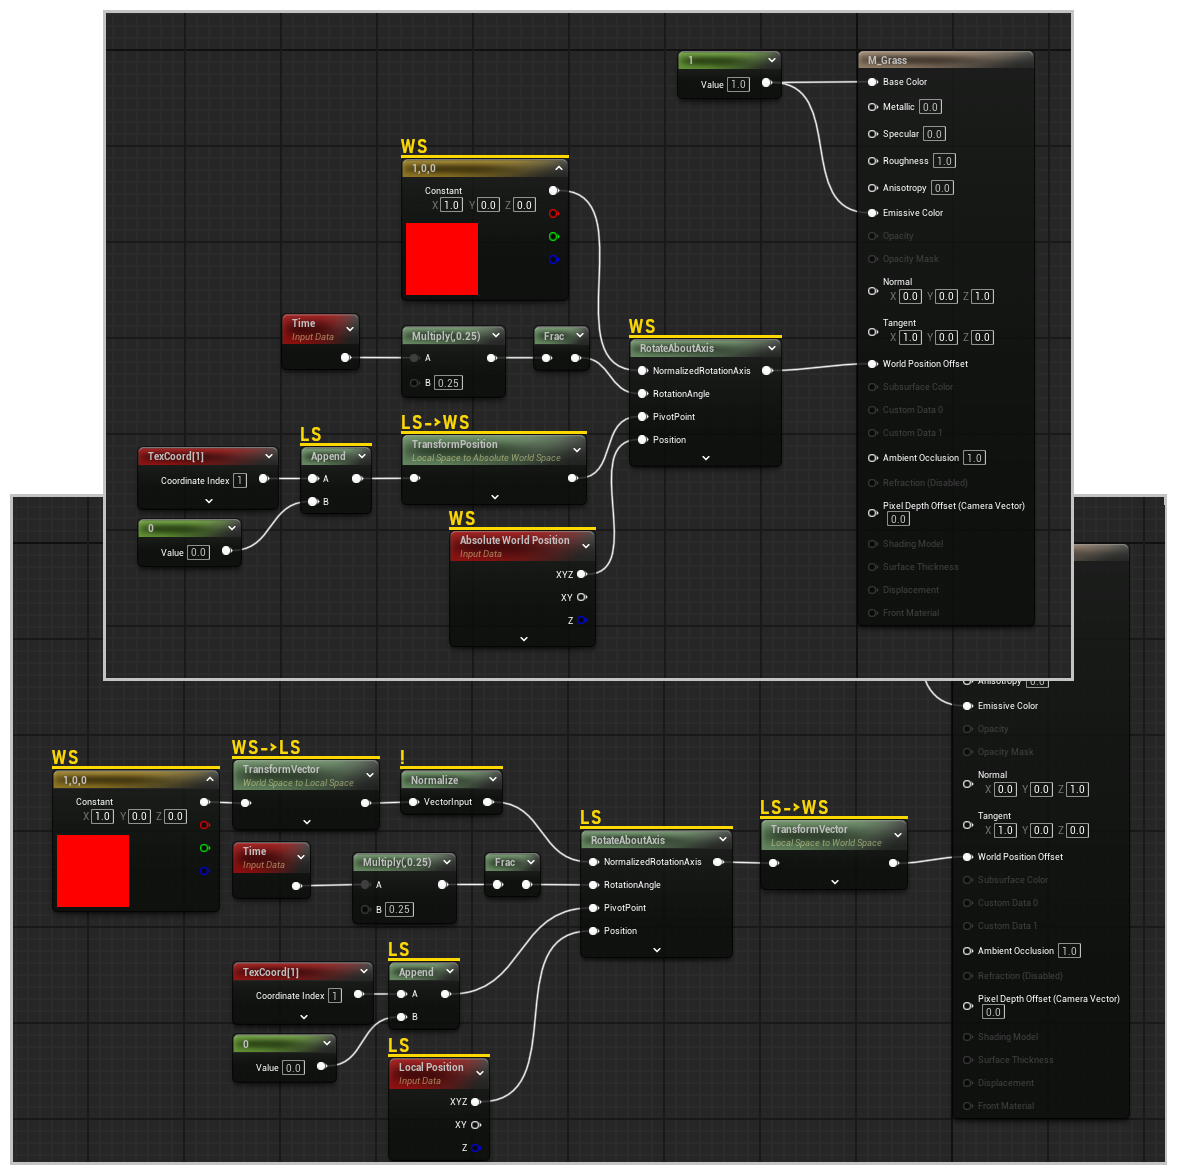 1
Value 1.0
M_Grass
Base Color
Metallic 0.0
Specular 0.0
Roughness 1.0
Anisotropy 0.0
Emissive Color
Opacity
Opacity Mask
Normal
X 0.0 Y 0.0 Z 1.0
Tangent
X 1.0 Y 0.0 Z 0.0
World Position Offset
Subsurface Color
Custom Data 0
Custom Data 1
Ambient Occlusion 1.0
Refraction (Disabled)
Pixel Depth Offset (Camera Vector)
0.0
Shading Model
Surface Thickness
Displacement
Front Material
WS
1,0,0
Constant
X 1.0 Y 0.0 Z 0.0
Time
Input Data
Multiply(,0.25)
A
B 0.25
Frac
WS
RotateAboutAxis
NormalizedRotationAxis
RotationAngle
PivotPoint
Position
TexCoord[1]
Coordinate Index 1
0
Value 0.0
LS
Append
A
B
LS->WS
TransformPosition
Local Space to Absolute World Space
WS
Absolute World Position
Input Data
XYZ
XY
Z
Anisotropy 0.0
Emissive Color
Opacity
Opacity Mask
Normal
X 0.0 Y 0.0 Z 1.0
Tangent
X 1.0 Y 0.0 Z 0.0
World Position Offset
Subsurface Color
Custom Data 0
Custom Data 1
Ambient Occlusion 1.0
Refraction (Disabled)
Pixel Depth Offset (Camera Vector)
0.0
Shading Model
Surface Thickness
Displacement
Front Material
WS
1,0,0
Constant
X 1.0 Y 0.0 Z 0.0
WS->LS
TransformVector
World Space to Local Space
!
Normalize
VectorInput
Time
Input Data
Multiply(,0.25)
A
B 0.25
Frac
LS
RotateAboutAxis
NormalizedRotationAxis
RotationAngle
PivotPoint
Position
LS->WS
TransformVector
Local Space to World Space
TexCoord[1]
Coordinate Index 1
0
Value 0.0
LS
Append
A
B
LS
Local Position
Input Data
XYZ
XY
Z